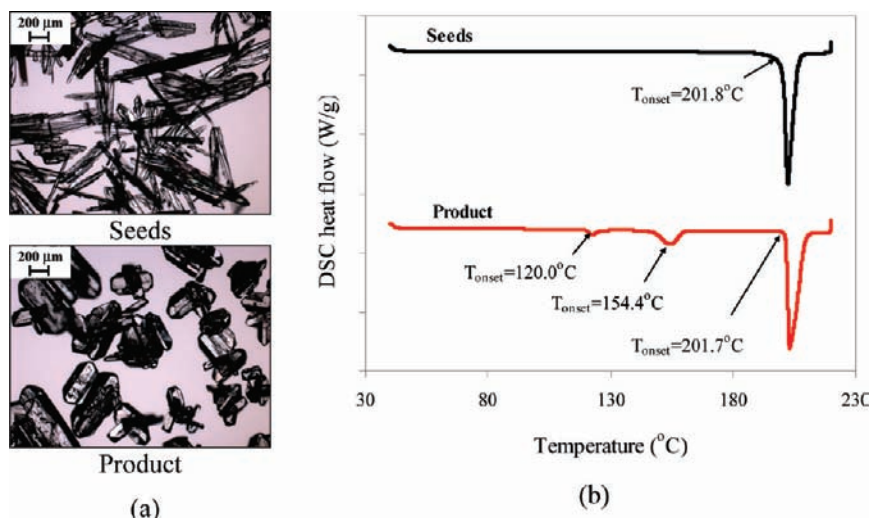 200 µm
Seeds
200 µm
Product
(a)
DSC heat flow (W/g)
Seeds
Tonset=201.8°C
Product
Tonset=120.0°C
Tonset=154.4°C
Tonset=201.7°C
30 80 130 180 230
Temperature (°C)
(b)